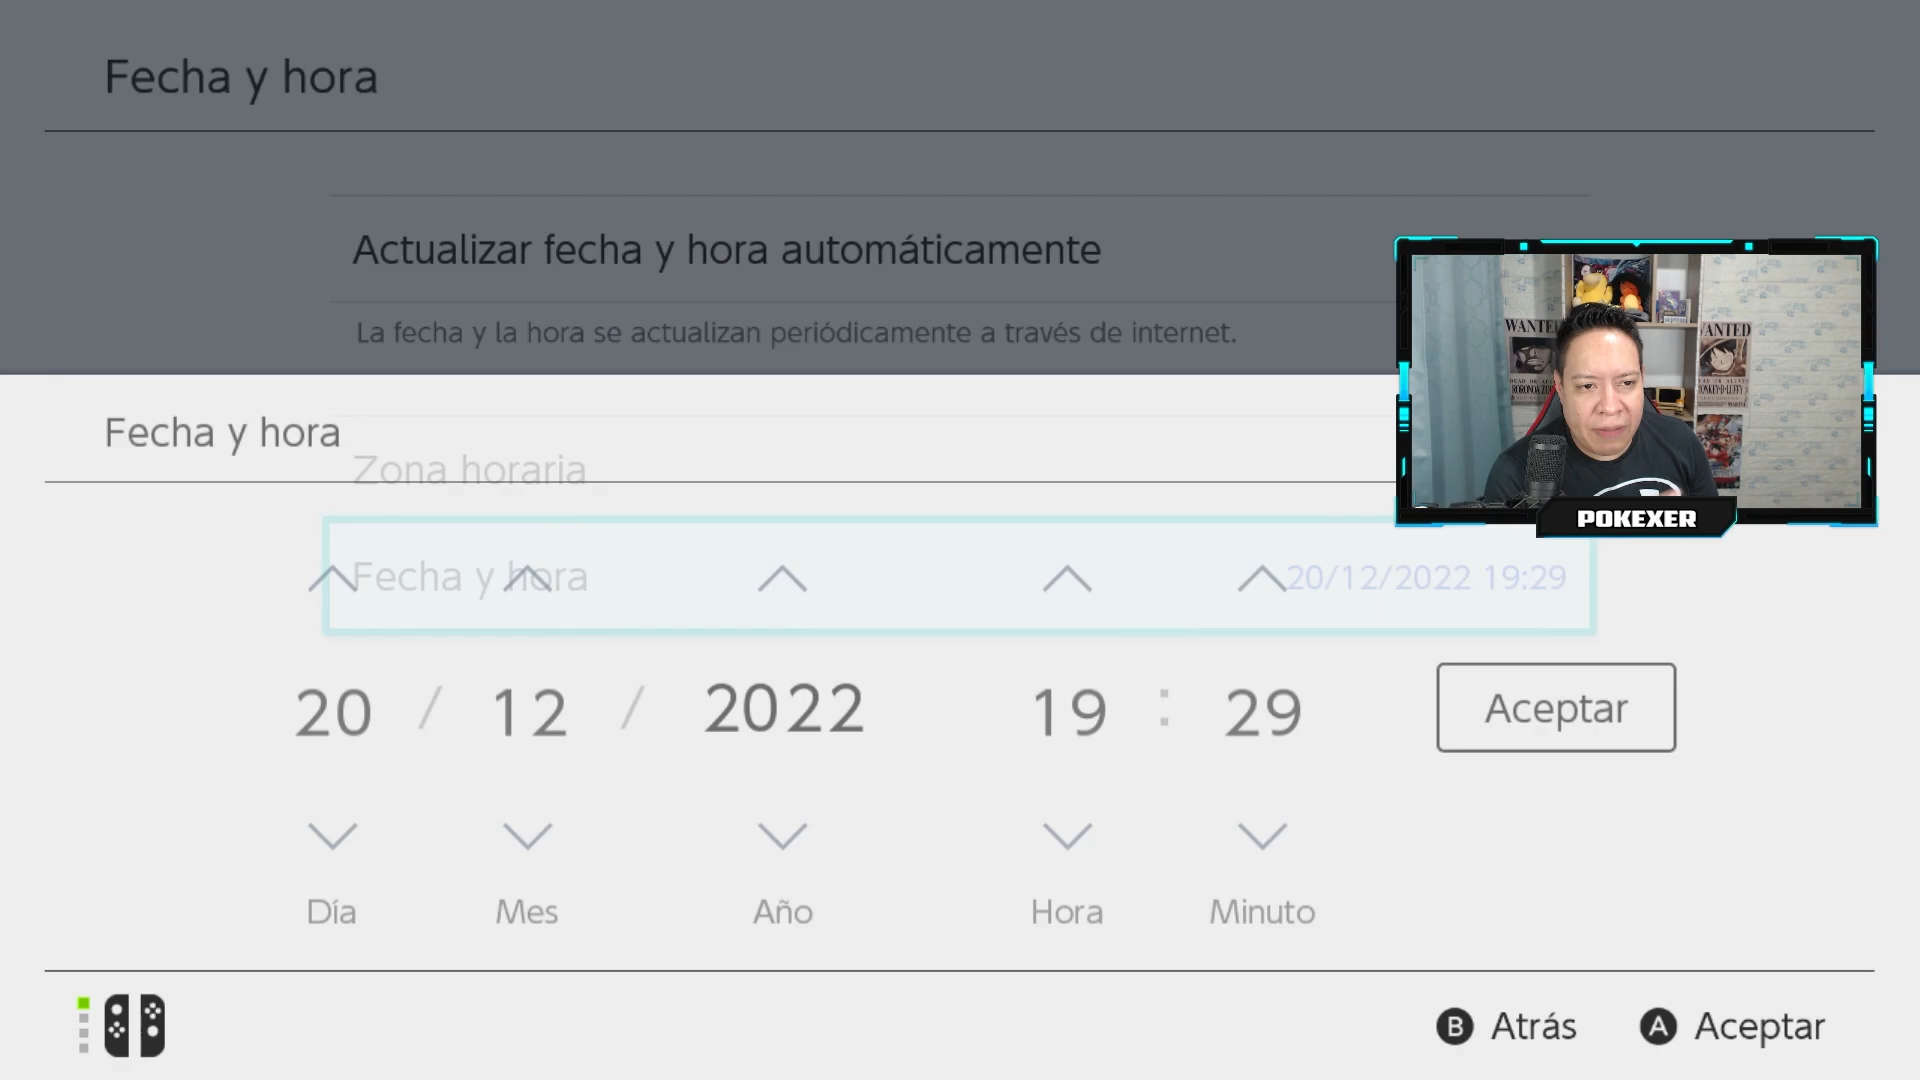 Fecha y hora
Actualizar fecha y hora automáticamente
La fecha y la hora se actualizan periódicamente a través de internet.
WANTED
WANTED
POKEXER
Fecha y hora
Zona horaria
Fecha y hora
20/12/2022 19:29
20 / 12 / 2022 19 : 29
Aceptar
Día Mes Año Hora Minuto
B Atrás A Aceptar